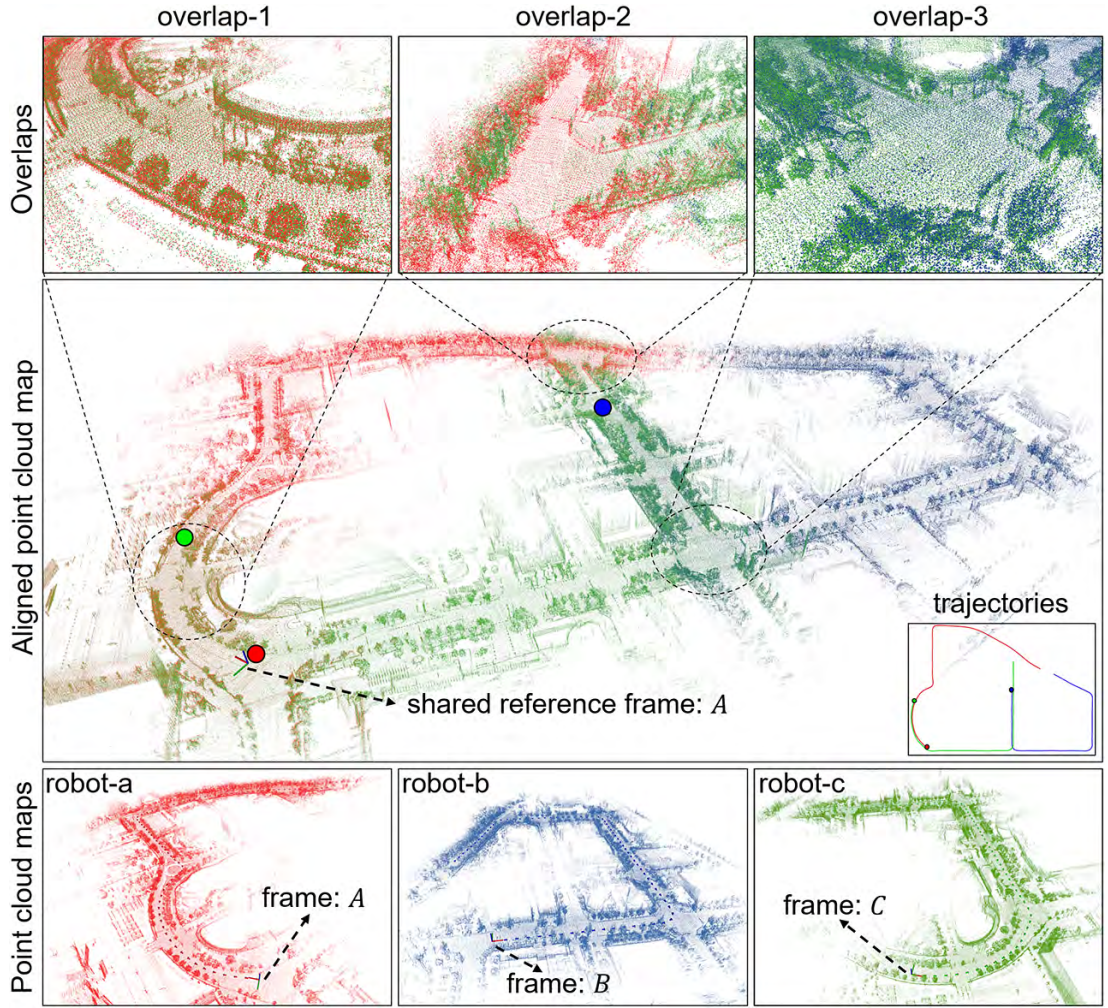 overlap-1
overlap-2
overlap-3
Overlaps
Aligned point cloud map
trajectories
shared reference frame: A
Point cloud maps
robot-a
robot-b
robot-c
frame: A
frame: B
frame: C